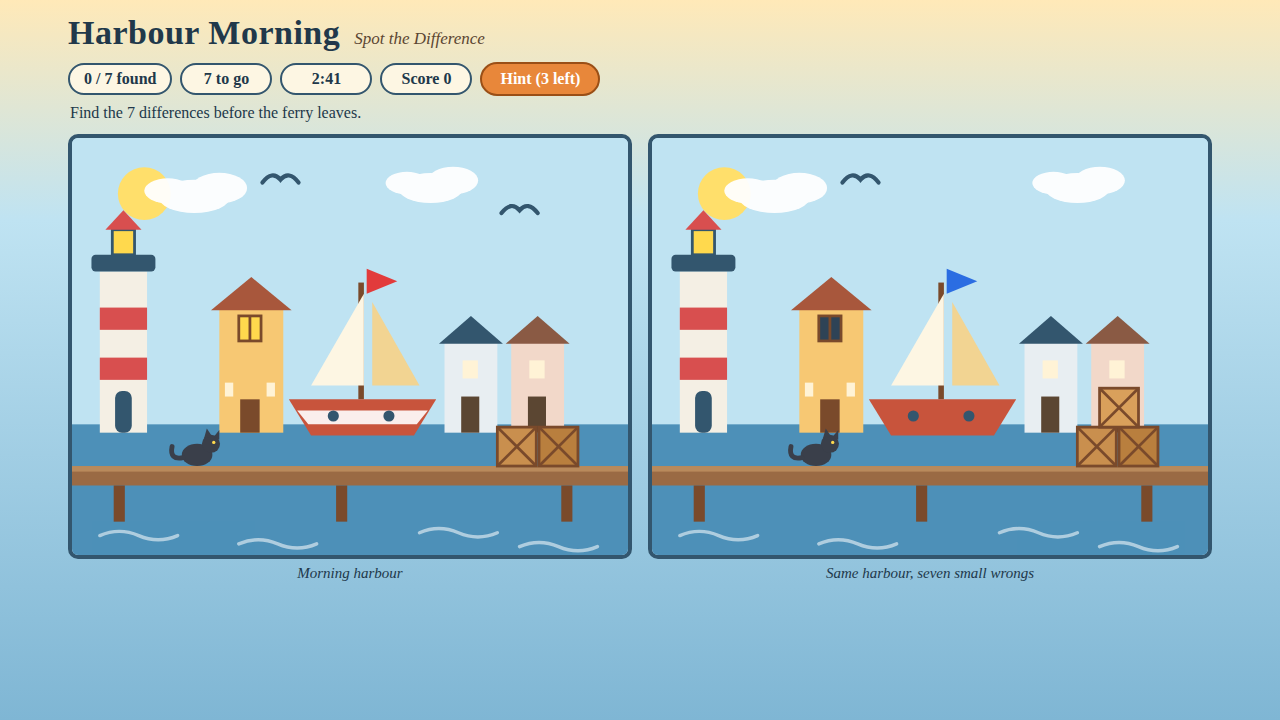 Harbour Morning Spot the Difference
0 / 7 found 7 to go 2:41 Score 0 Hint (3 left)
Find the 7 differences before the ferry leaves.
Morning harbour
Same harbour, seven small wrongs